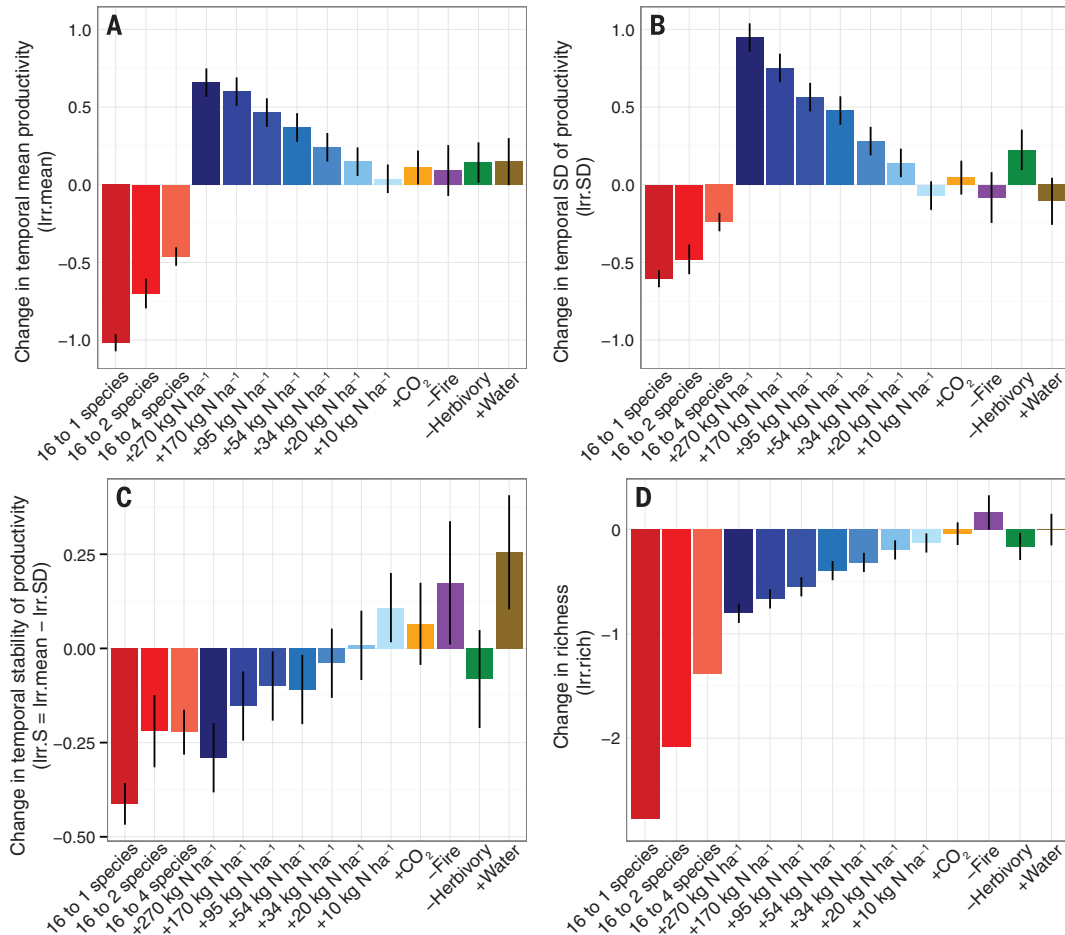 A
Change in temporal mean productivity
(lrr.mean)
1.0
0.5
0.0
−0.5
−1.0
16 to 1 species
16 to 2 species
16 to 4 species
+270 kg N ha⁻¹
+170 kg N ha⁻¹
+95 kg N ha⁻¹
+54 kg N ha⁻¹
+34 kg N ha⁻¹
+20 kg N ha⁻¹
+10 kg N ha⁻¹
+CO₂
−Fire
−Herbivory
+Water
B
Change in temporal SD of productivity
(lrr.SD)
1.0
0.5
0.0
−0.5
−1.0
16 to 1 species
16 to 2 species
16 to 4 species
+270 kg N ha⁻¹
+170 kg N ha⁻¹
+95 kg N ha⁻¹
+54 kg N ha⁻¹
+34 kg N ha⁻¹
+20 kg N ha⁻¹
+10 kg N ha⁻¹
+CO₂
−Fire
−Herbivory
+Water
C
Change in temporal stability of productivity
(lrr.S = lrr.mean − lrr.SD)
0.25
0.00
−0.25
−0.50
16 to 1 species
16 to 2 species
16 to 4 species
+270 kg N ha⁻¹
+170 kg N ha⁻¹
+95 kg N ha⁻¹
+54 kg N ha⁻¹
+34 kg N ha⁻¹
+20 kg N ha⁻¹
+10 kg N ha⁻¹
+CO₂
−Fire
−Herbivory
+Water
D
Change in richness
(lrr.rich)
0
−1
−2
16 to 1 species
16 to 2 species
16 to 4 species
+270 kg N ha⁻¹
+170 kg N ha⁻¹
+95 kg N ha⁻¹
+54 kg N ha⁻¹
+34 kg N ha⁻¹
+20 kg N ha⁻¹
+10 kg N ha⁻¹
+CO₂
−Fire
−Herbivory
+Water